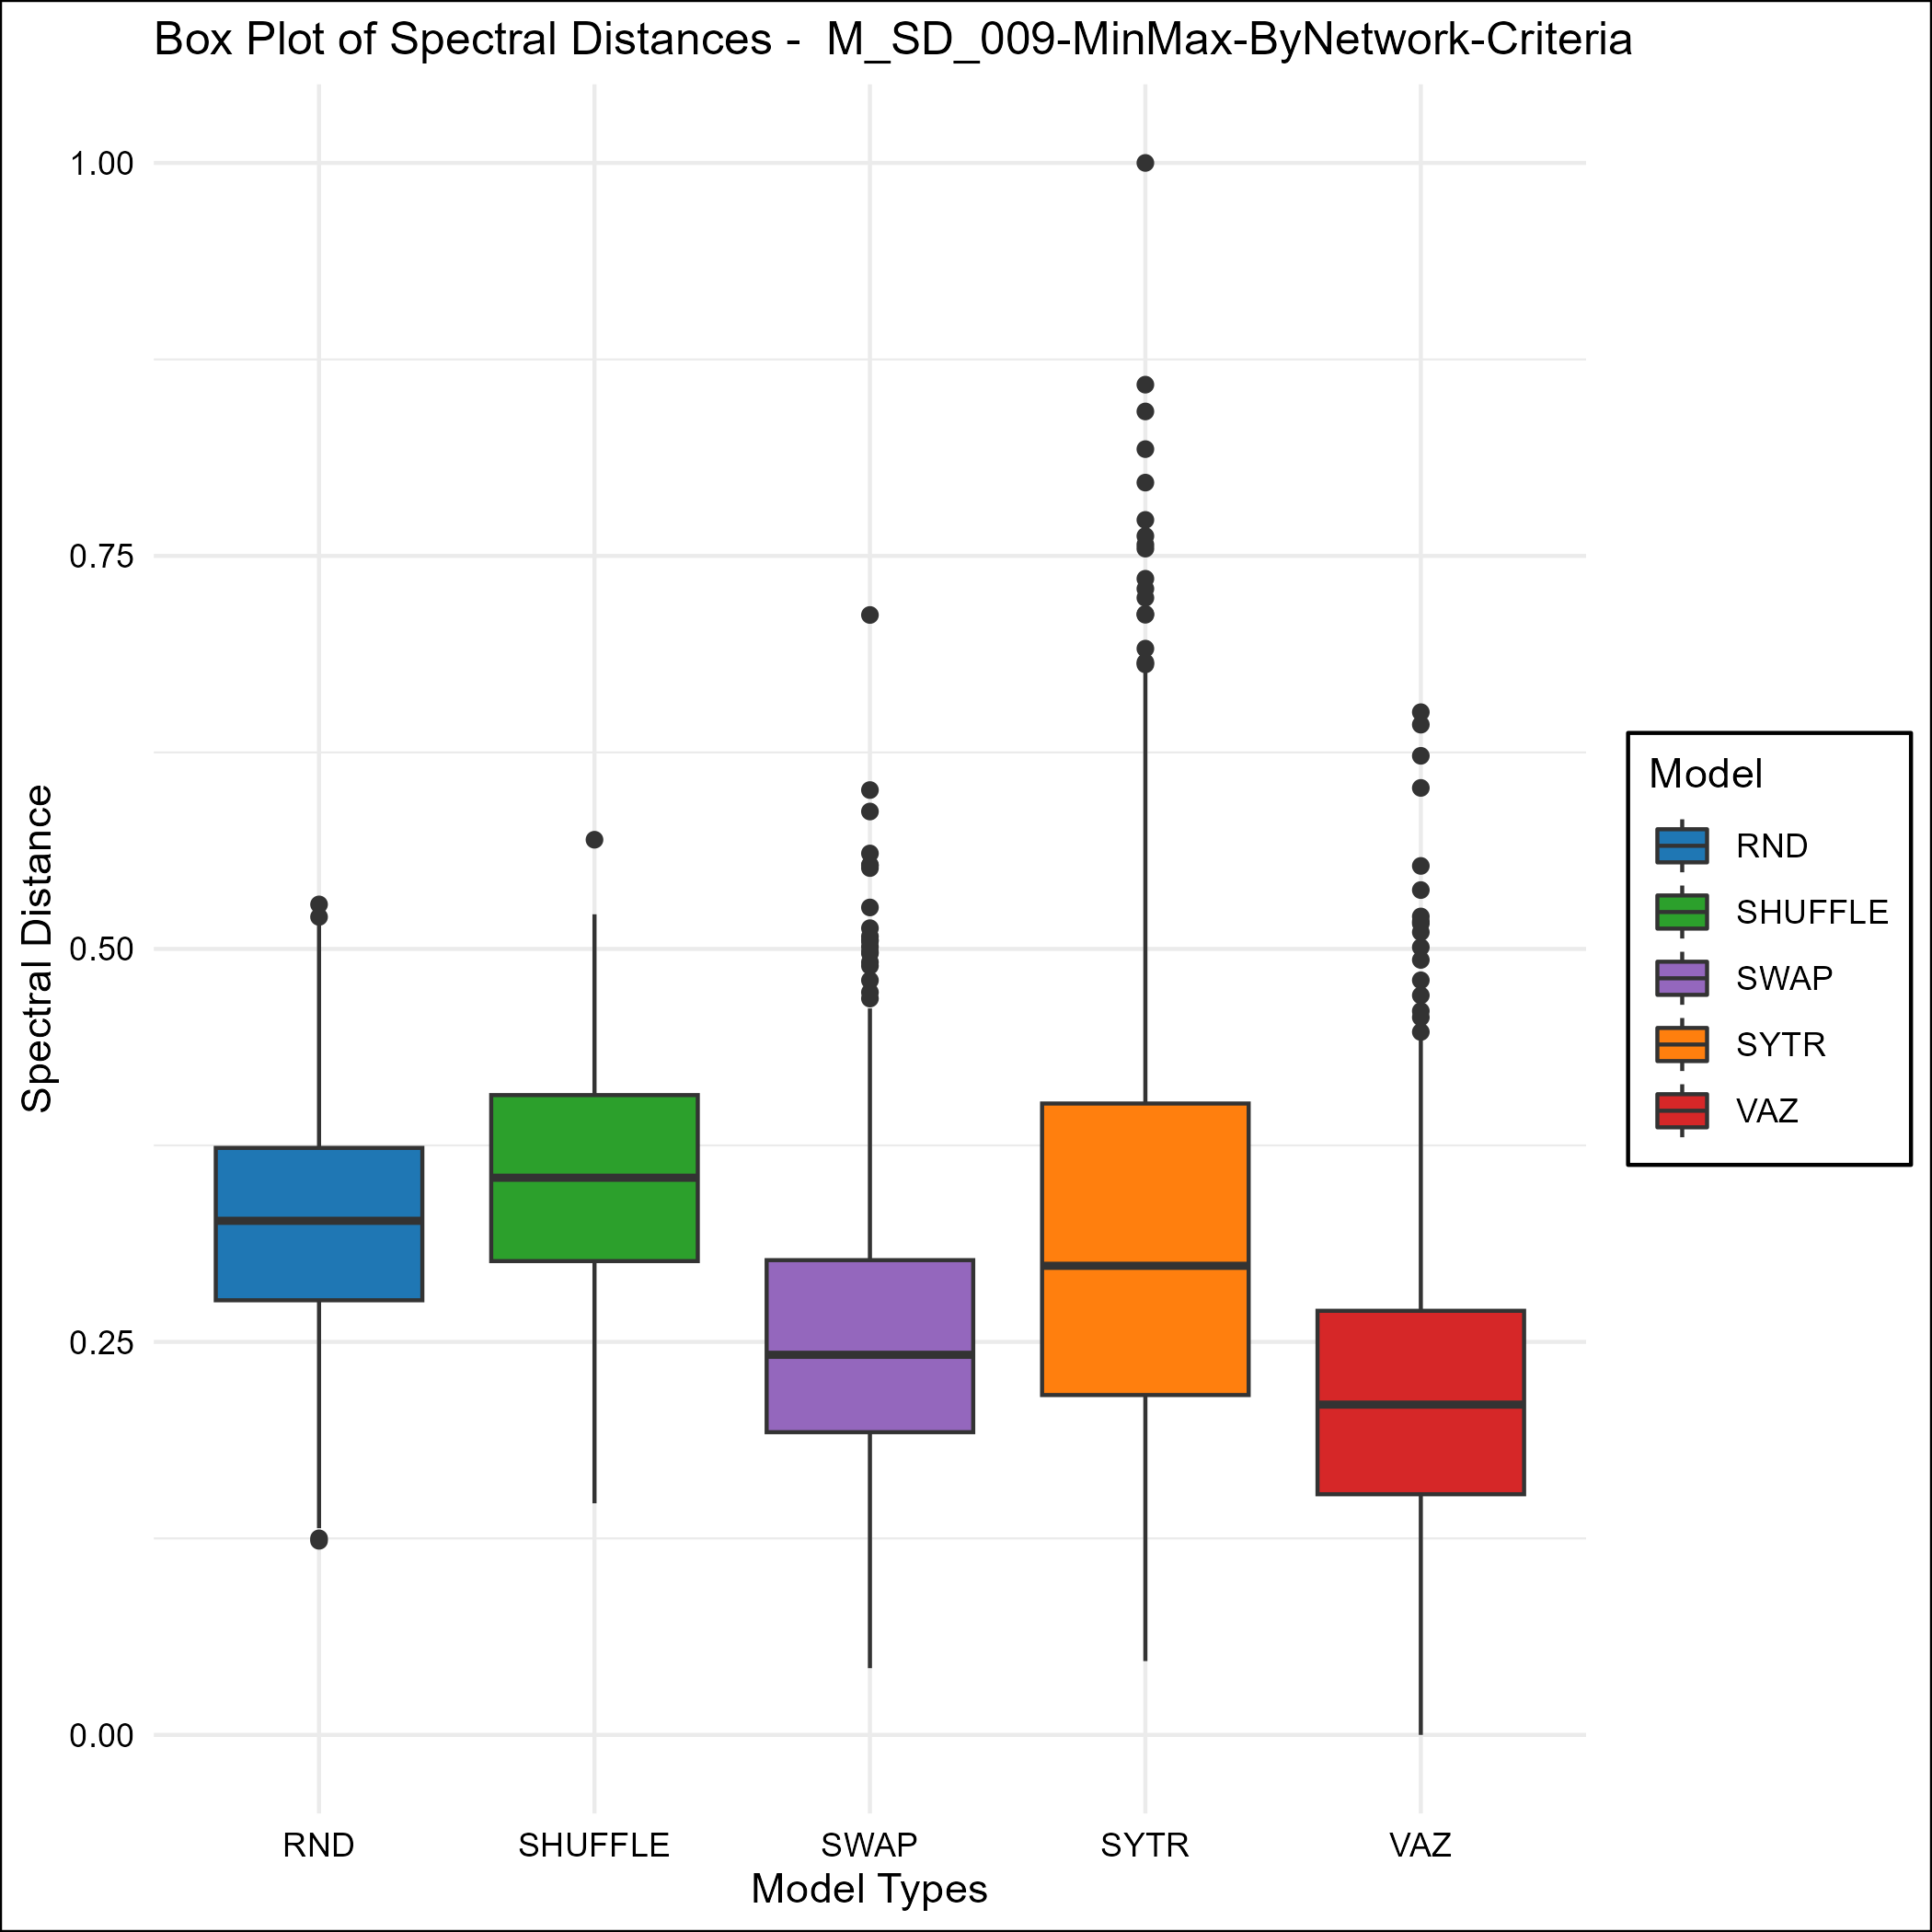 Box Plot of Spectral Distances -  M_SD_009-MinMax-ByNetwork-Criteria
Spectral Distance
1.00
0.75
0.50
0.25
0.00
RND
SHUFFLE
SWAP
SYTR
VAZ
Model Types
Model
RND
SHUFFLE
SWAP
SYTR
VAZ